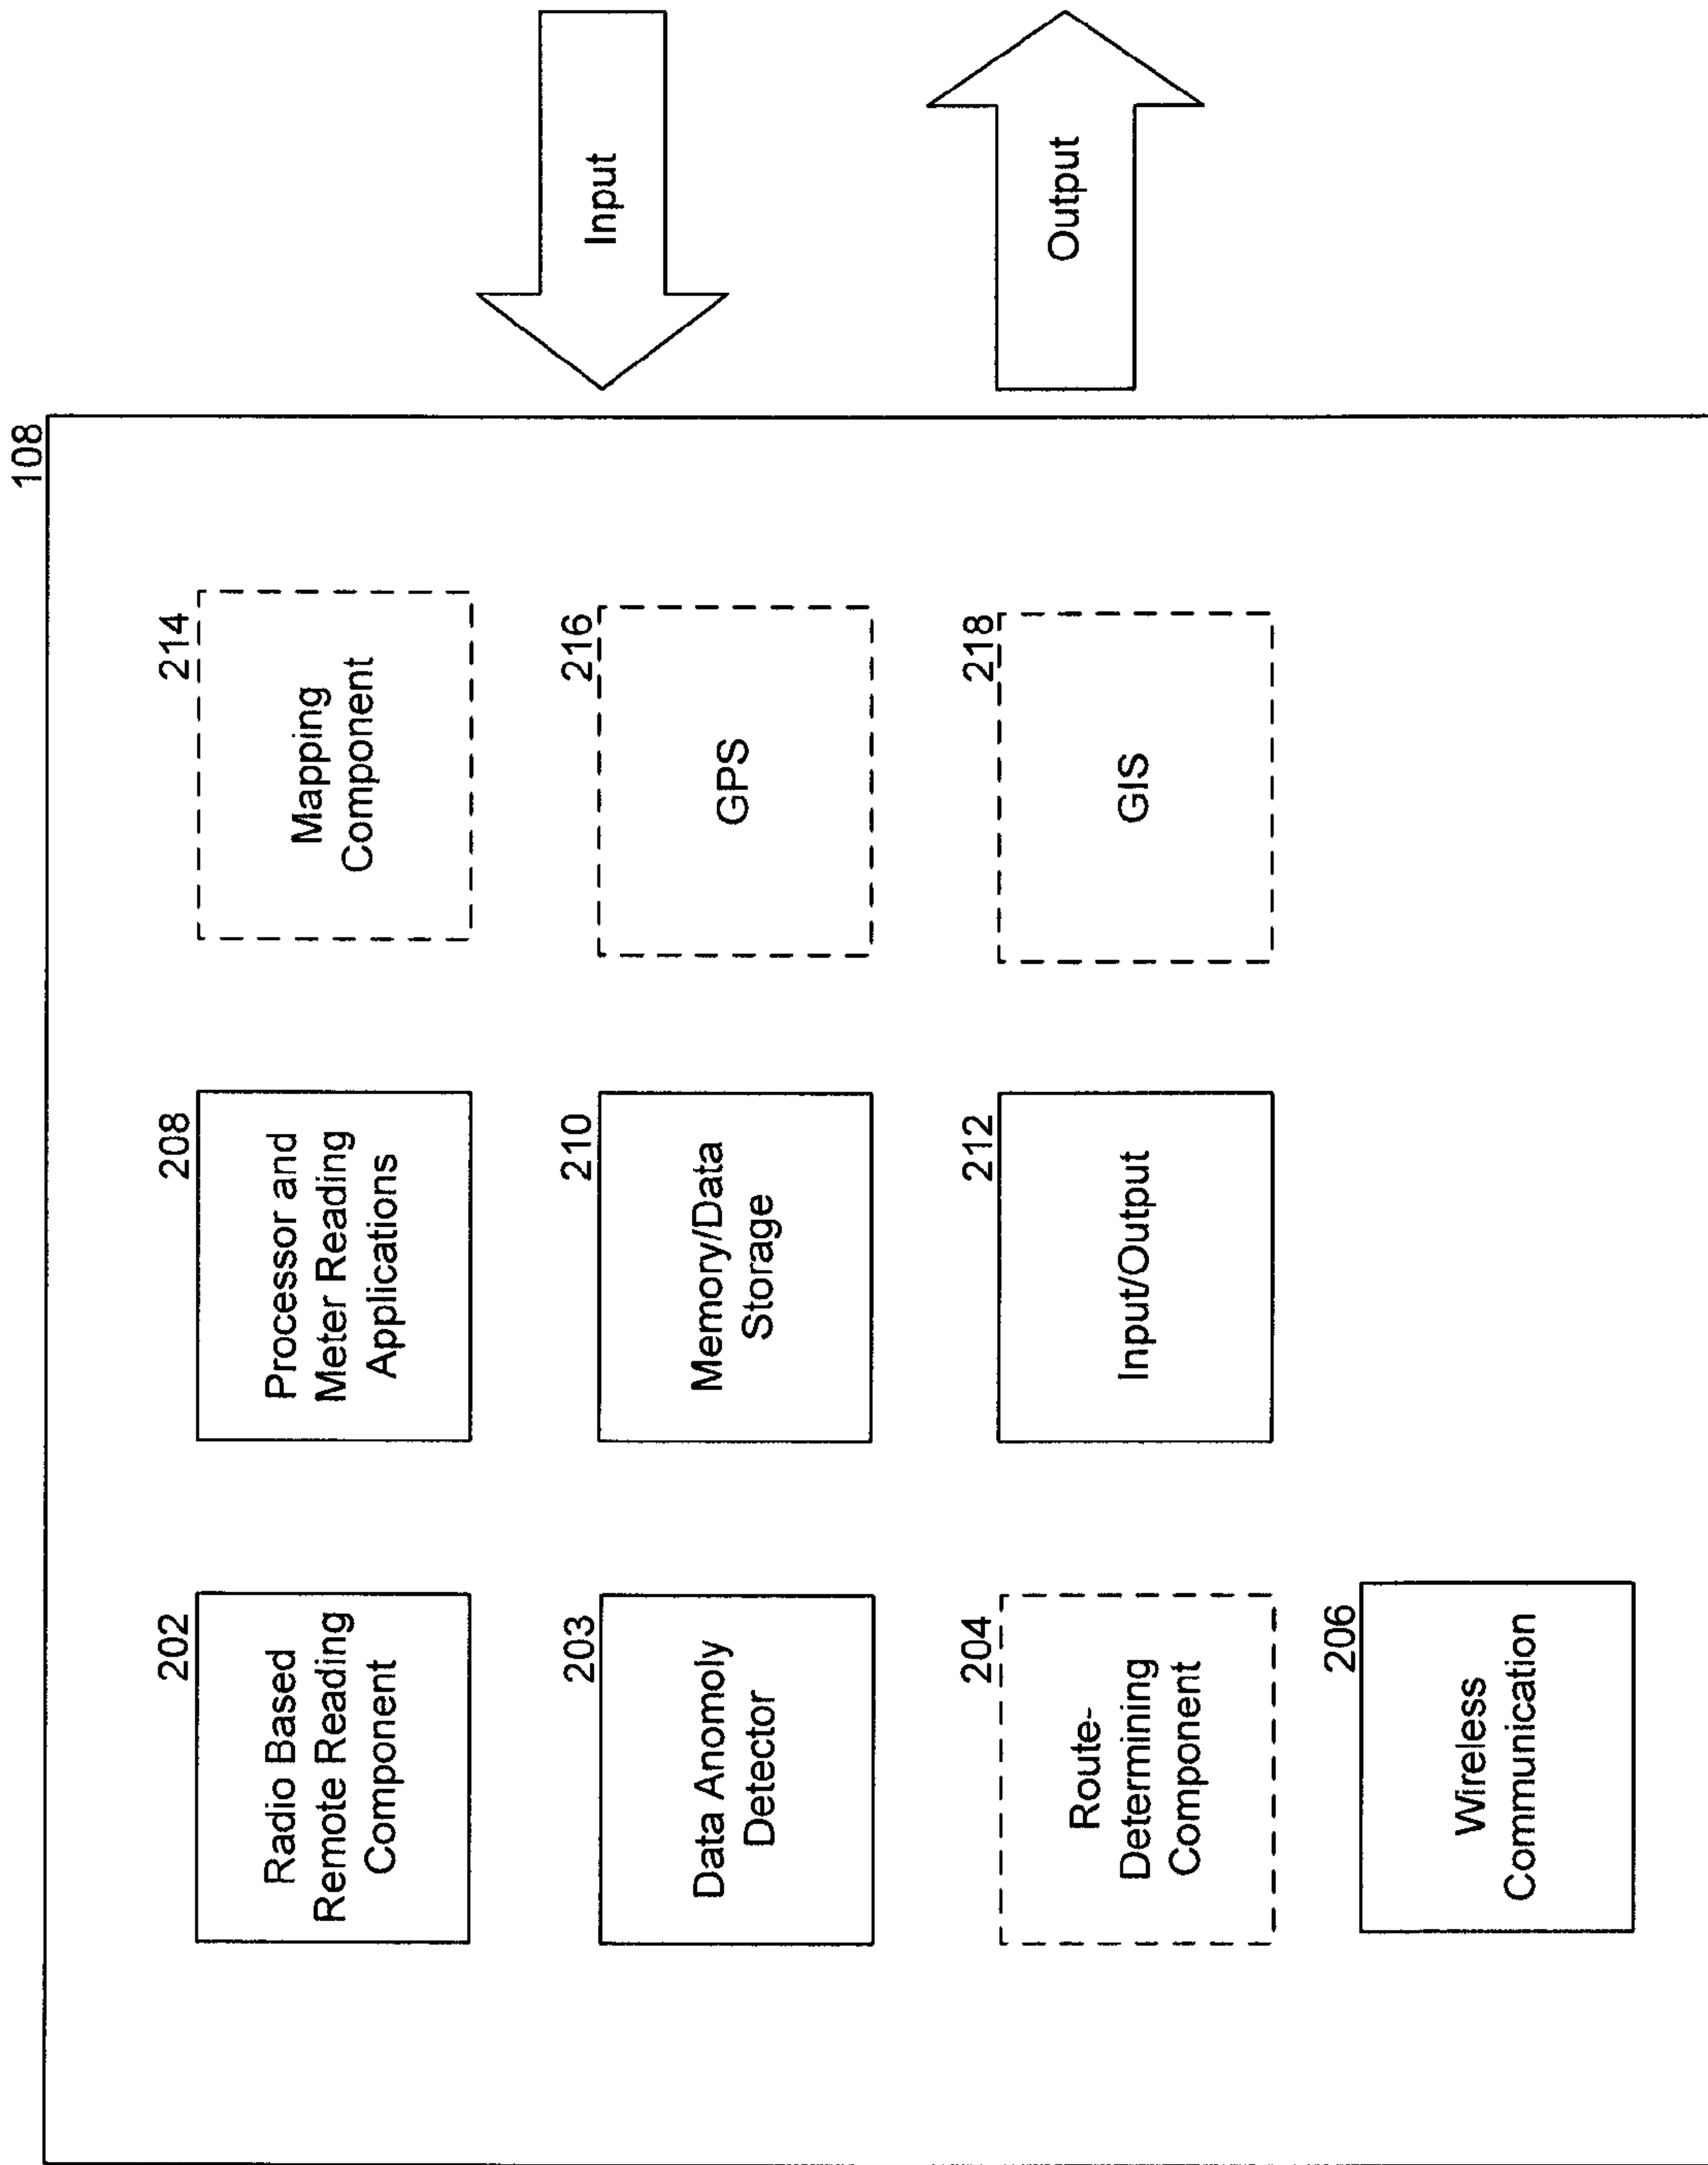 108
202
Radio Based
Remote Reading
Component
203
Data Anomoly
Detector
204
Route-
Determining
Component
206
Wireless
Communication
208
Processor and
Meter Reading
Applications
210
Memory/Data
Storage
212
Input/Output
214
Mapping
Component
216
GPS
218
GIS
Input
Output